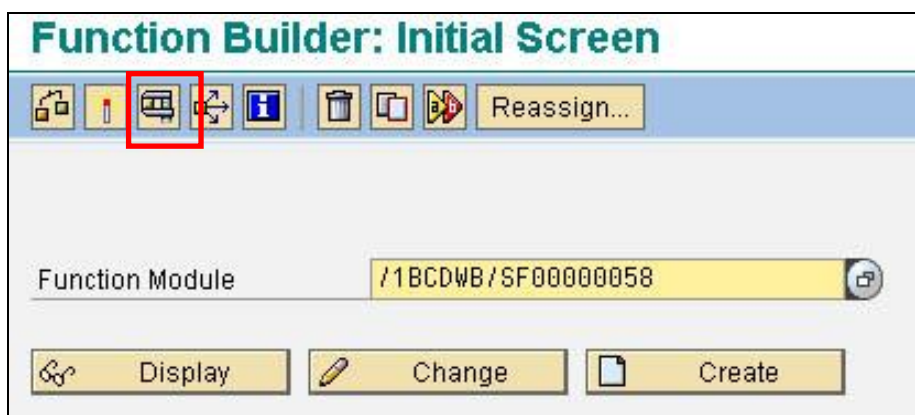 Function Builder: Initial Screen
Reassign...
Function Module /1BCDWB/SF00000058
Display Change Create